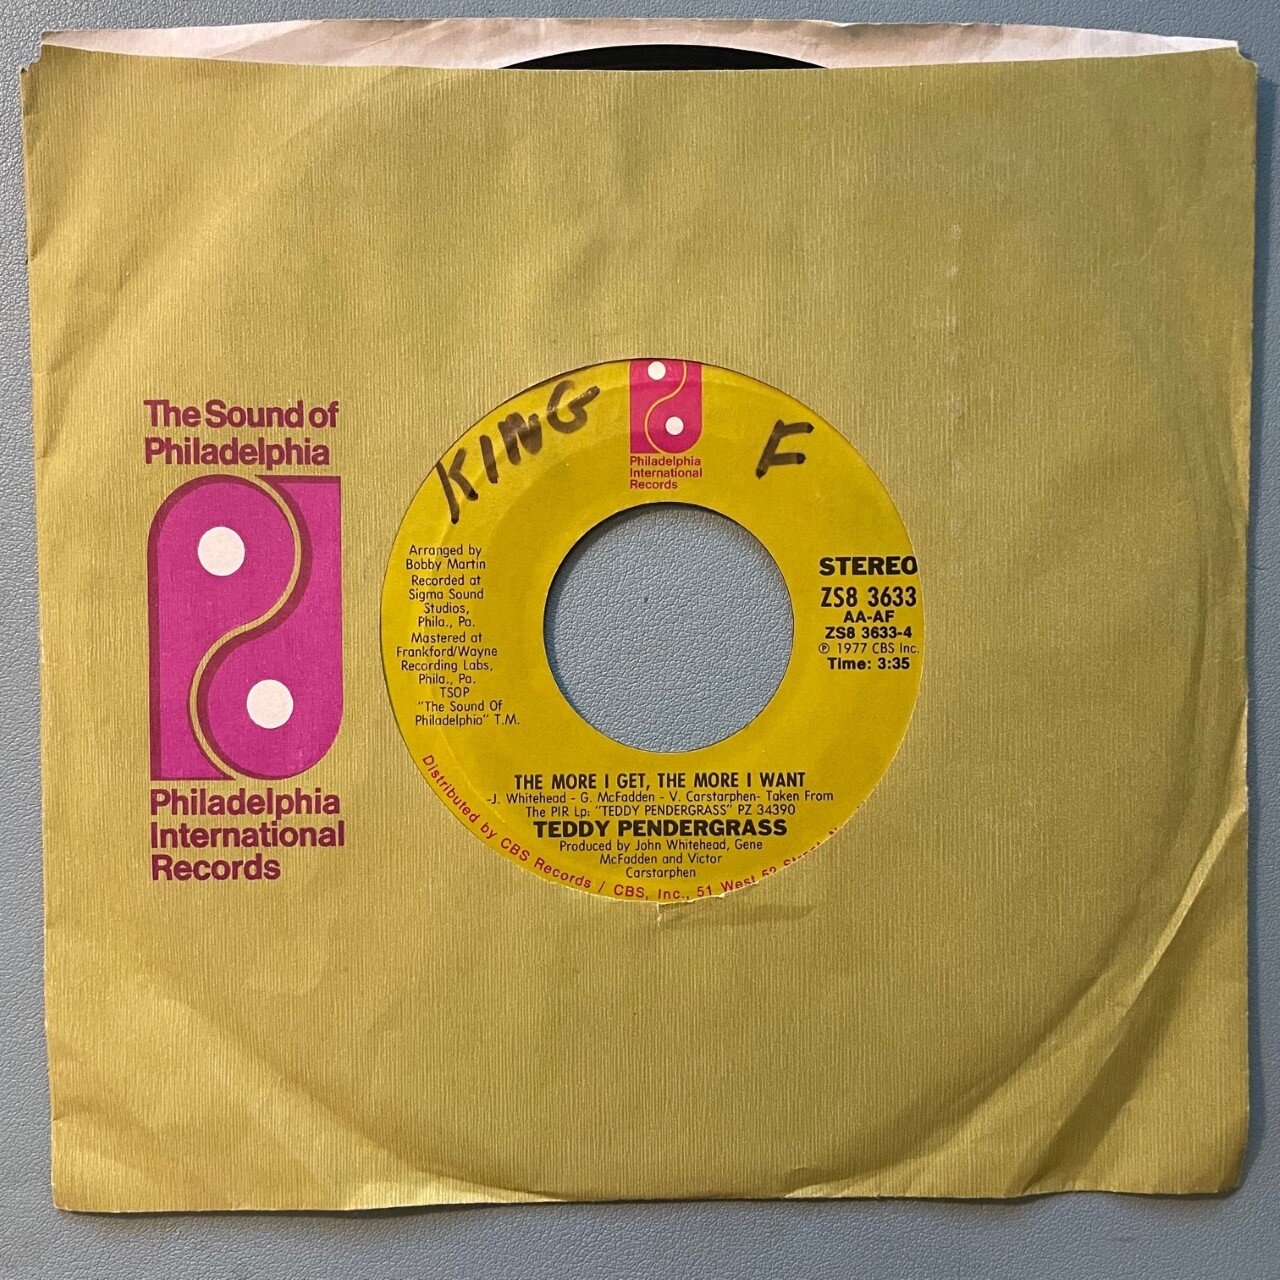 The Sound of
Philadelphia
Philadelphia
International
Records
KING
F
Philadelphia
International
Records
Arranged by
Bobby Martin
Recorded at
Sigma Sound
Studios,
Phila., Pa.
Mastered at
Frankford/Wayne
Recording Labs,
Phila., Pa.
TSOP
"The Sound Of
Philadelphia" T.M.
STEREO
ZS8 3633
AA-AF
ZS8 3633-4
℗ 1977 CBS Inc.
Time: 3:35
THE MORE I GET, THE MORE I WANT
-J. Whitehead - G. McFadden - V. Carstarphen- Taken From
The PIR Lp: "TEDDY PENDERGRASS" PZ 34390
TEDDY PENDERGRASS
Produced by John Whitehead, Gene
McFadden and Victor
Carstarphen
Distributed by CBS Records / CBS, Inc., 51 West 52 Street,